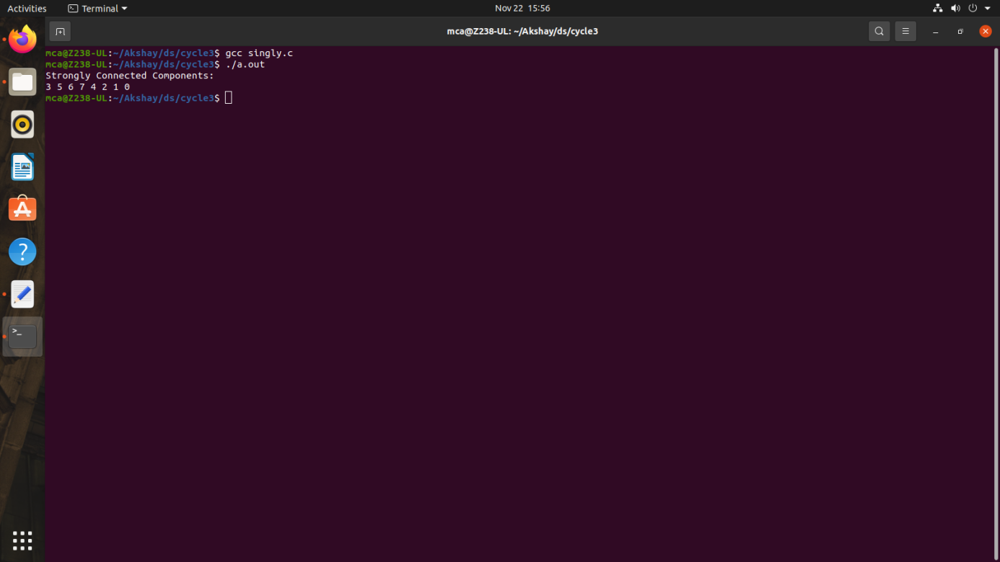 Activities
Terminal
Nov 22 15:56
mca@Z238-UL: ~/Akshay/ds/cycle3
mca@Z238-UL:~/Akshay/ds/cycle3$ gcc singly.c
mca@Z238-UL:~/Akshay/ds/cycle3$ ./a.out
Strongly Connected Components:
3 5 6 7 4 2 1 0
mca@Z238-UL:~/Akshay/ds/cycle3$